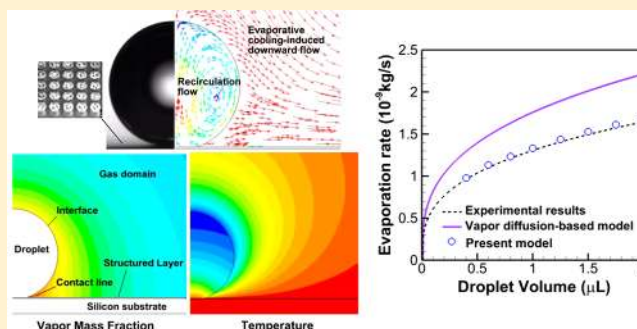 Evaporative
cooling-induced
downward flow
Recirculation
flow
Gas domain
Interface
Droplet
Structured Layer
Contact line
Silicon substrate
Vapor Mass Fraction
Temperature
Evaporation rate (10⁻⁹kg/s)
2.5
2
1.5
1
0.5
0
Experimental results
Vapor diffusion-based model
Present model
0 0.5 1 1.5
Droplet Volume (μL)